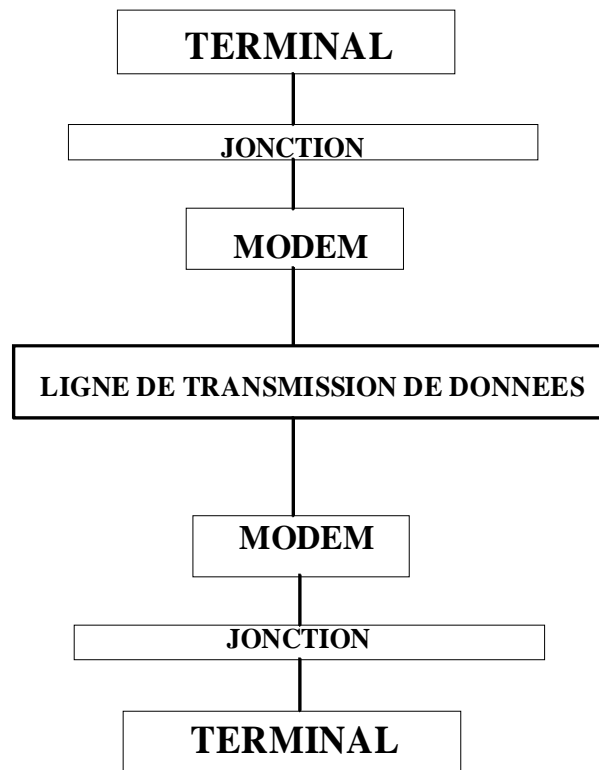 TERMINAL
JONCTION
MODEM
LIGNE DE TRANSMISSION DE DONNEES
MODEM
JONCTION
TERMINAL